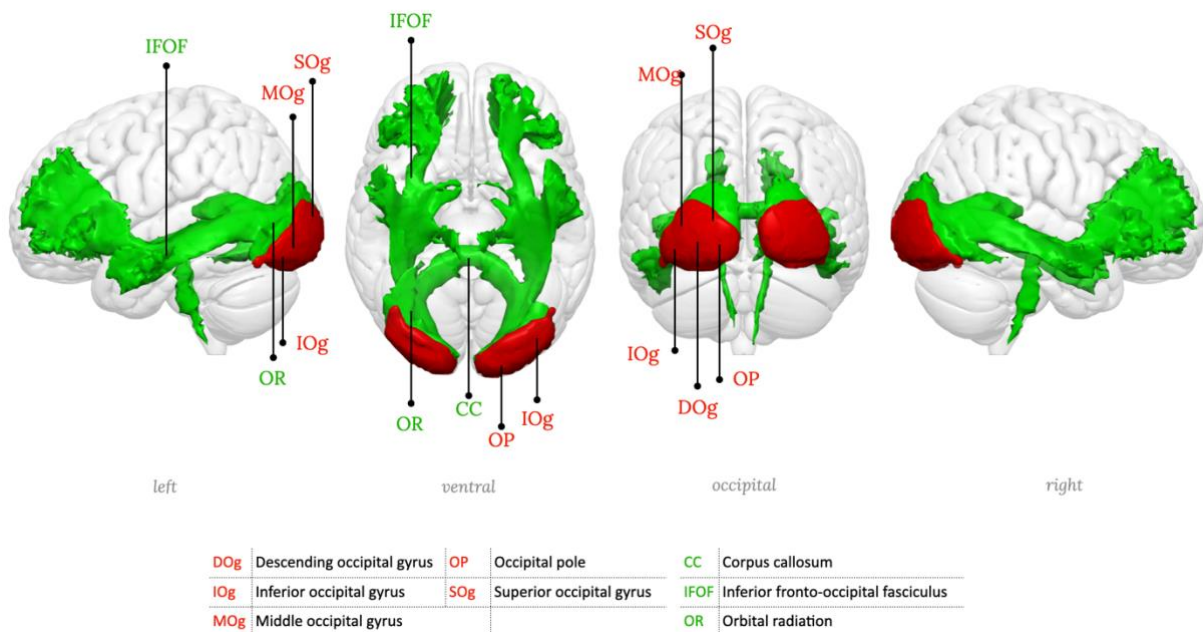 IFOF
SOg
MOg
IOg
OR
IFOF
OR
CC
OP
IOg
SOg
MOg
IOg
DOg
OP
left
ventral
occipital
right
DOg Descending occipital gyrus OP Occipital pole CC Corpus callosum
IOg Inferior occipital gyrus SOg Superior occipital gyrus IFOF Inferior fronto-occipital fasciculus
MOg Middle occipital gyrus OR Orbital radiation